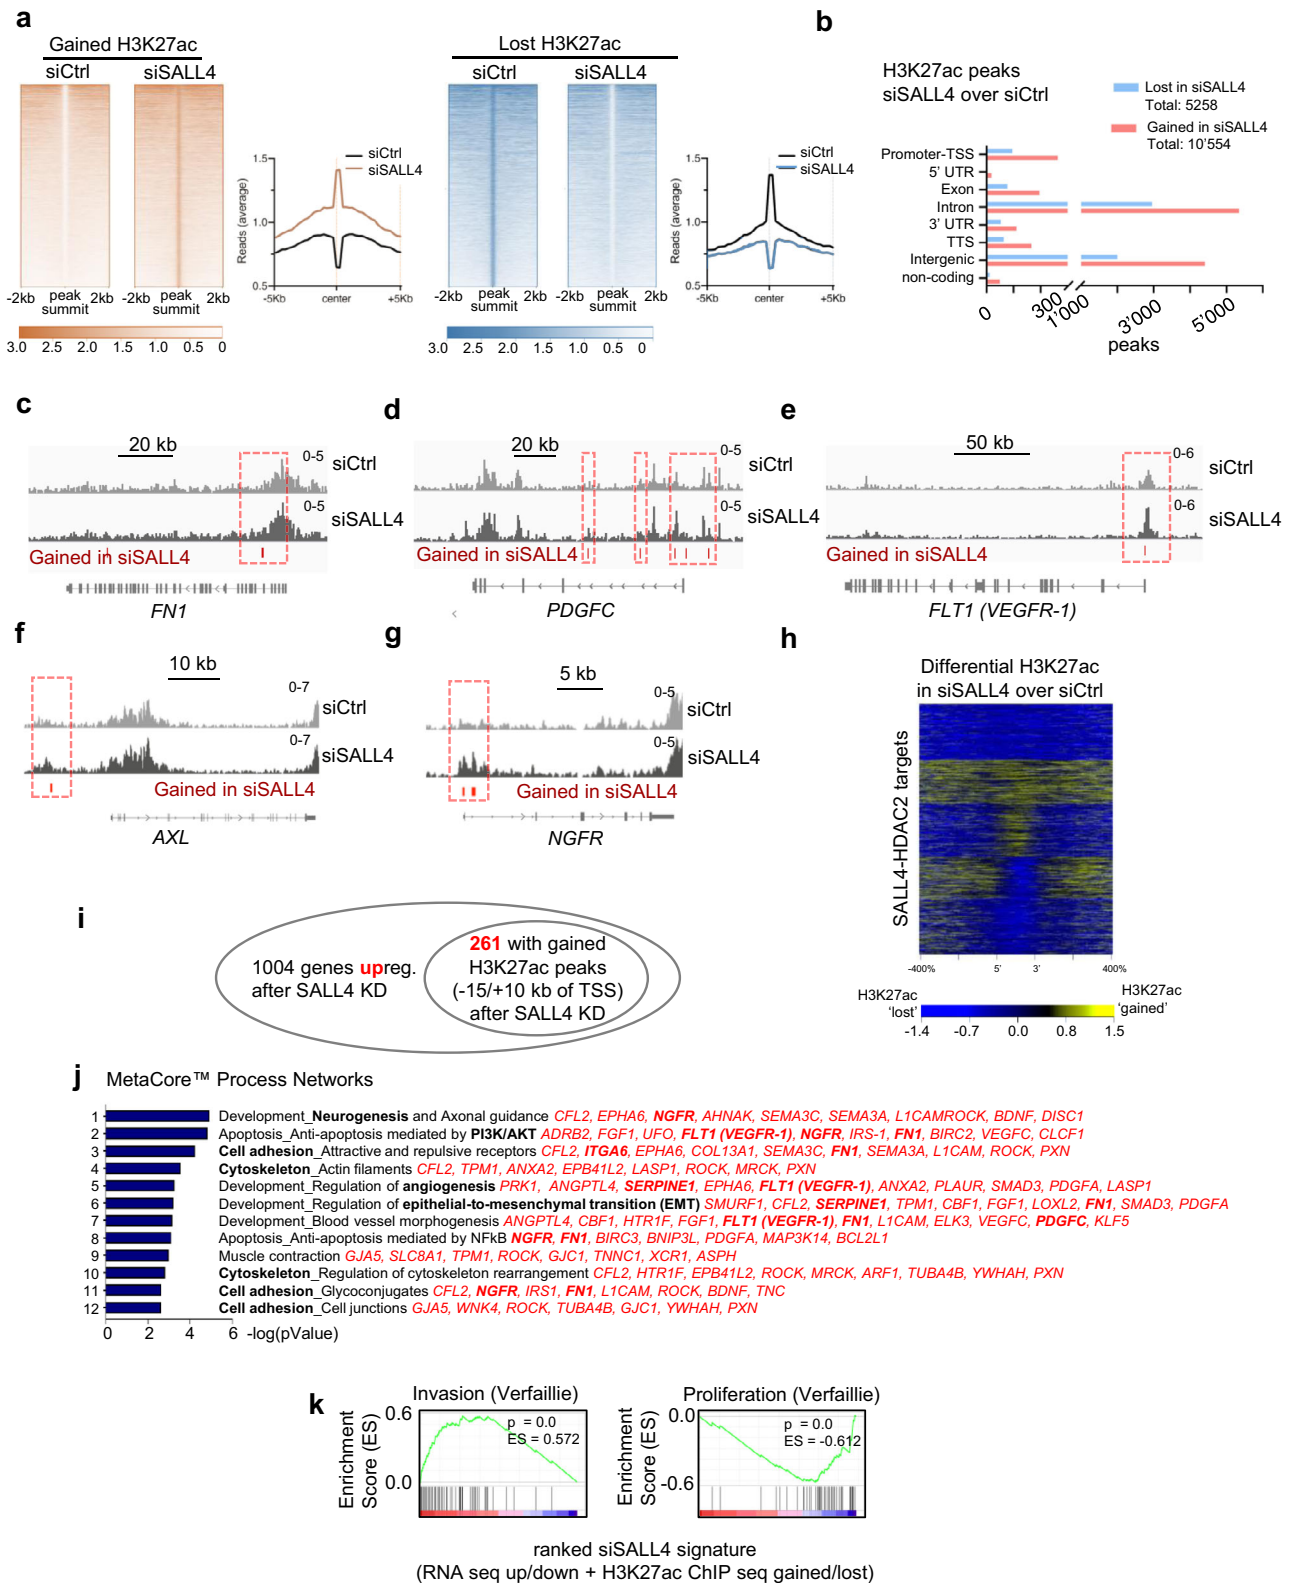 a
Gained H3K27ac
siCtrl
siSALL4
-2kb
peak summit
2kb
-2kb
peak summit
2kb
3.0 2.5 2.0 1.5 1.0 0.5 0
siCtrl
siSALL4
Reads (average)
1.5
1.0
0.5
-5Kb
center
+5Kb
Lost H3K27ac
siCtrl
siSALL4
-2kb
peak summit
2kb
-2kb
peak summit
2kb
3.0 2.5 2.0 1.5 1.0 0.5 0
siCtrl
siSALL4
Reads (average)
1.5
1.0
0.5
-5Kb
center
+5Kb
b
H3K27ac peaks
siSALL4 over siCtrl
Lost in siSALL4
Total: 5258
Gained in siSALL4
Total: 10'554
Promoter-TSS
5' UTR
Exon
Intron
3' UTR
TTS
Intergenic
non-coding
0
300
1'000
3'000
5'000
peaks
c
20 kb
0-5
siCtrl
0-5
siSALL4
Gained in siSALL4
FN1
d
20 kb
0-5
siCtrl
0-5
siSALL4
Gained in siSALL4
PDGFC
e
50 kb
0-6
siCtrl
0-6
siSALL4
Gained in siSALL4
FLT1 (VEGFR-1)
f
10 kb
0-7
siCtrl
0-7
siSALL4
Gained in siSALL4
AXL
g
5 kb
0-5
siCtrl
0-5
siSALL4
Gained in siSALL4
NGFR
h
Differential H3K27ac
in siSALL4 over siCtrl
SALL4-HDAC2 targets
-400% 5' 3' 400%
H3K27ac 'lost'
H3K27ac 'gained'
-1.4 -0.7 0.0 0.8 1.5
i
1004 genes upreg.
after SALL4 KD
261 with gained
H3K27ac peaks
(-15/+10 kb of TSS)
after SALL4 KD
j
MetaCore™ Process Networks
1 Development_Neurogenesis and Axonal guidance CFL2, EPHA6, NGFR, AHNAK, SEMA3C, SEMA3A, L1CAMROCK, BDNF, DISC1
2 Apoptosis_Anti-apoptosis mediated by PI3K/AKT ADRB2, FGF1, UFO, FLT1 (VEGFR-1), NGFR, IRS-1, FN1, BIRC2, VEGFC, CLCF1
3 Cell adhesion_Attractive and repulsive receptors CFL2, ITGA6, EPHA6, COL13A1, SEMA3C, FN1, SEMA3A, L1CAM, ROCK, PXN
4 Cytoskeleton_Actin filaments CFL2, TPM1, ANXA2, EPB41L2, LASP1, ROCK, MRCK, PXN
5 Development_Regulation of angiogenesis PRK1, ANGPTL4, SERPINE1, EPHA6, FLT1 (VEGFR-1), ANXA2, PLAUR, SMAD3, PDGFA, LASP1
6 Development_Regulation of epithelial-to-mesenchymal transition (EMT) SMURF1, CFL2, SERPINE1, TPM1, CBF1, FGF1, LOXL2, FN1, SMAD3, PDGFA
7 Development_Blood vessel morphogenesis ANGPTL4, CBF1, HTR1F, FGF1, FLT1 (VEGFR-1), FN1, L1CAM, ELK3, VEGFC, PDGFC, KLF5
8 Apoptosis_Anti-apoptosis mediated by NFkB NGFR, FN1, BIRC3, BNIP3L, PDGFA, MAP3K14, BCL2L1
9 Muscle contraction GJA5, SLC8A1, TPM1, ROCK, GJC1, TNNC1, XCR1, ASPH
10 Cytoskeleton_Regulation of cytoskeleton rearrangement CFL2, HTR1F, EPB41L2, ROCK, MRCK, ARF1, TUBA4B, YWHAH, PXN
11 Cell adhesion_Glycoconjugates CFL2, NGFR, IRS1, FN1, L1CAM, ROCK, BDNF, TNC
12 Cell adhesion_Cell junctions GJA5, WNK4, ROCK, TUBA4B, GJC1, YWHAH, PXN
0 2 4 6 -log(pValue)
k
Invasion (Verfaillie)
Enrichment
Score (ES)
0.6
0.0
p = 0.0
ES = 0.572
Proliferation (Verfaillie)
Enrichment
Score (ES)
0.0
-0.6
p = 0.0
ES = -0.612
ranked siSALL4 signature
(RNA seq up/down + H3K27ac ChIP seq gained/lost)